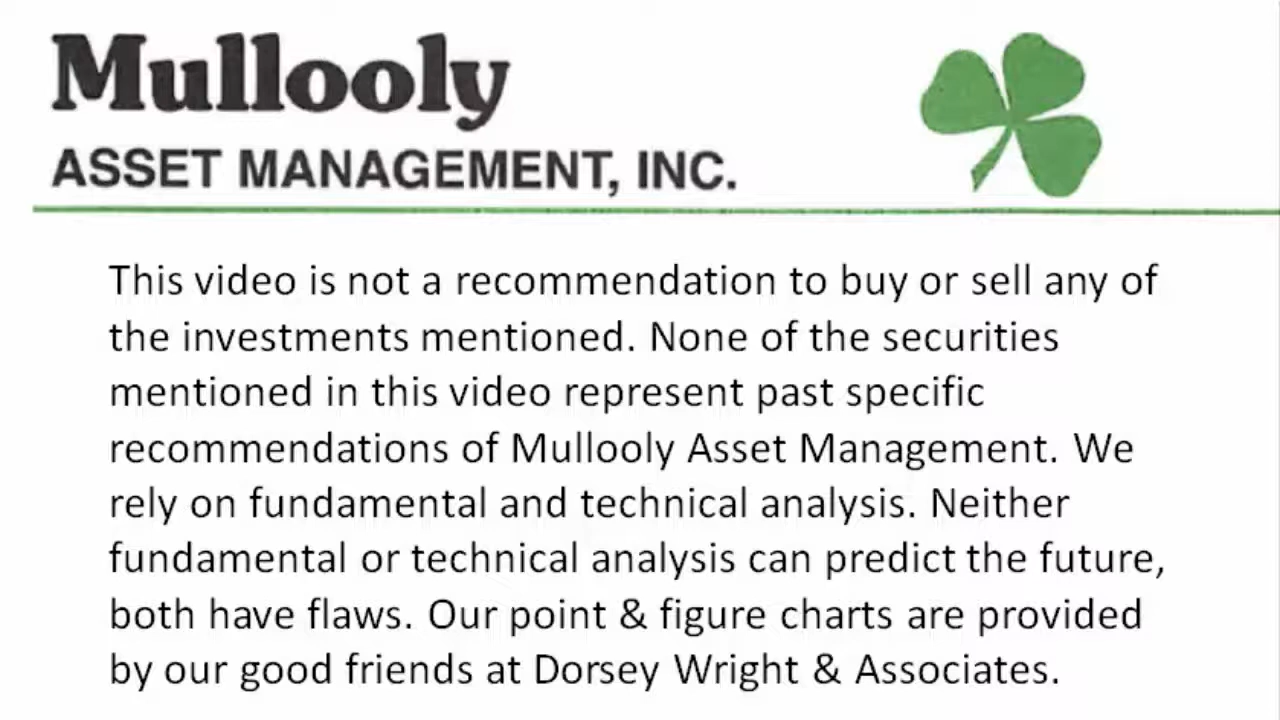 Mullooly
ASSET MANAGEMENT, INC.
This video is not a recommendation to buy or sell any of
the investments mentioned. None of the securities
mentioned in this video represent past specific
recommendations of Mullooly Asset Management. We
rely on fundamental and technical analysis. Neither
fundamental or technical analysis can predict the future,
both have flaws. Our point & figure charts are provided
by our good friends at Dorsey Wright & Associates.